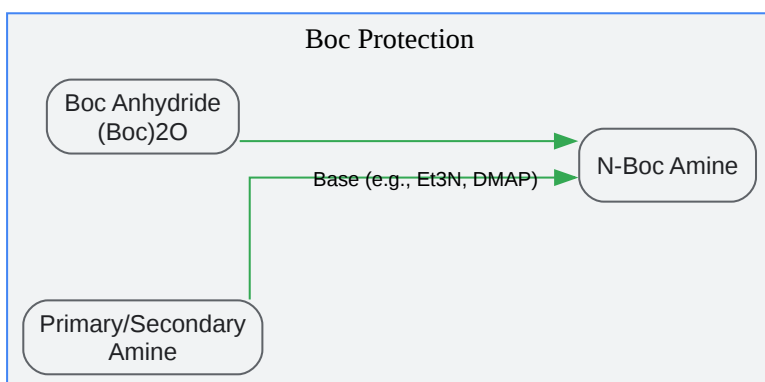 Boc Protection
Boc Anhydride
(Boc)2O
N-Boc Amine
Base (e.g., Et3N, DMAP)
Primary/Secondary
Amine